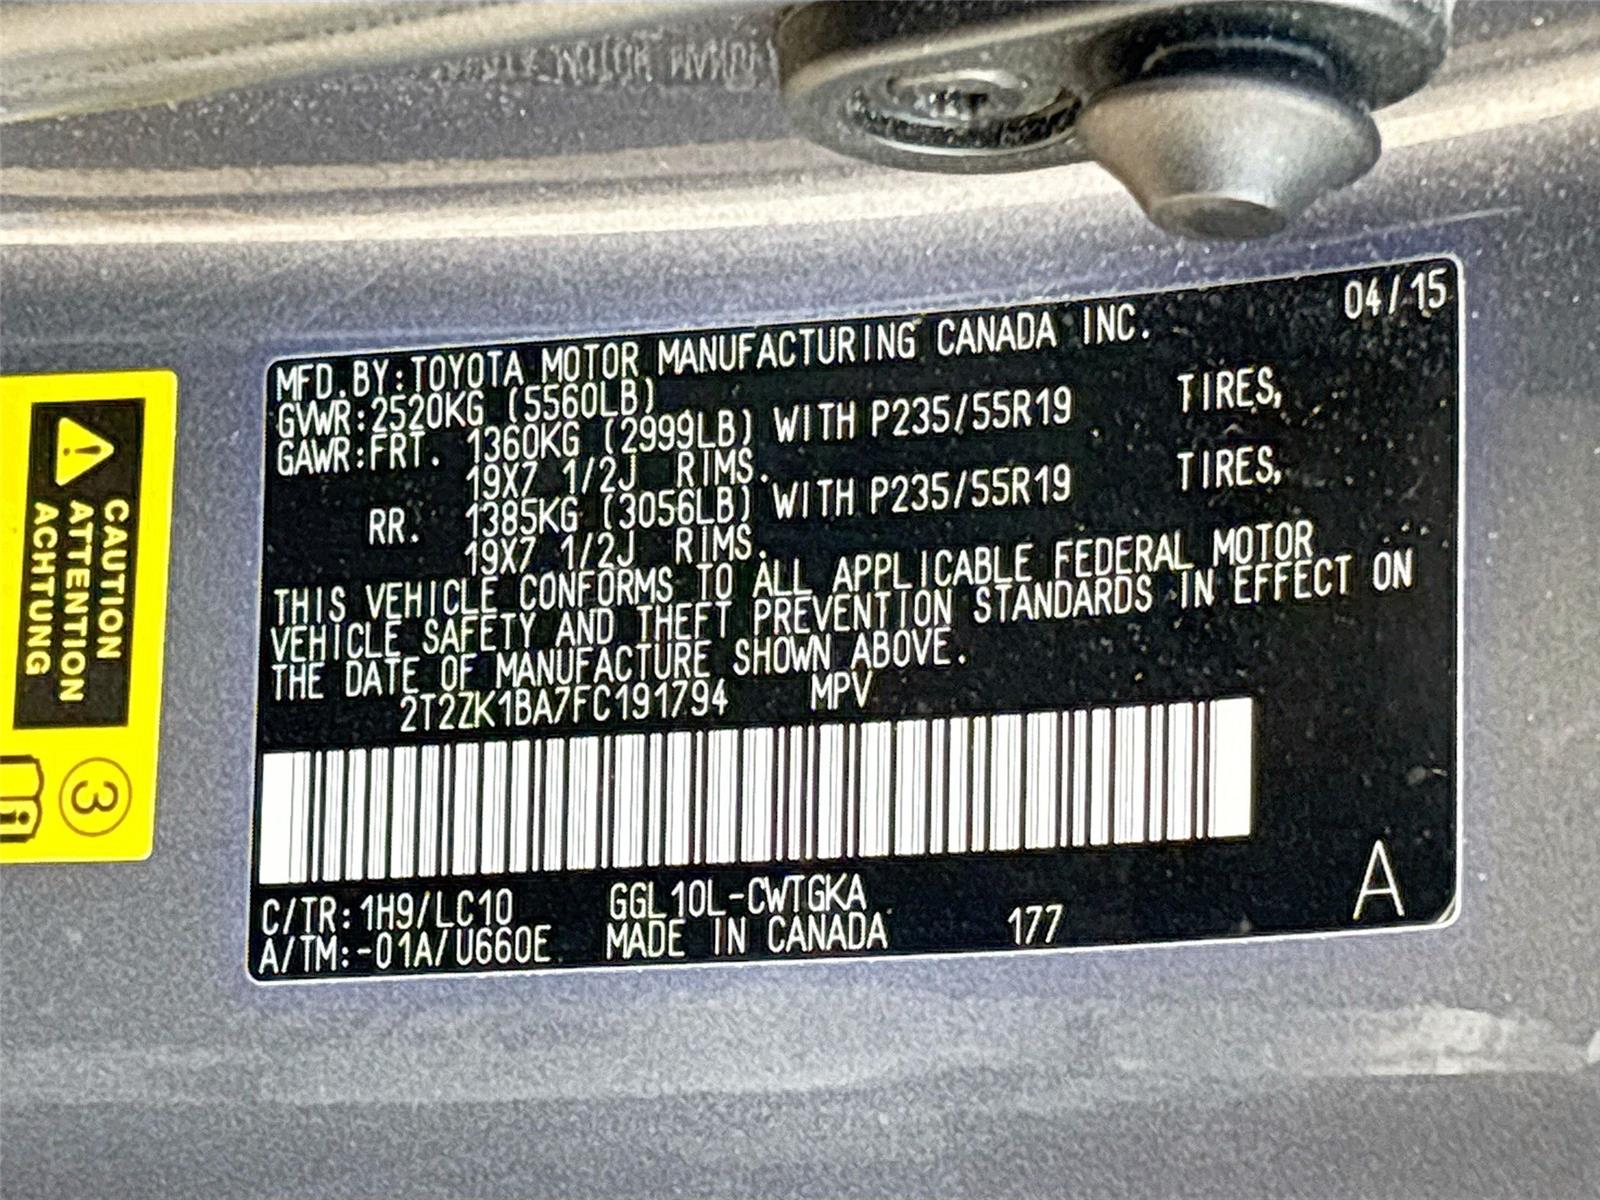 04/15
MFD.BY:TOYOTA MOTOR MANUFACTURING CANADA INC.
GVWR:2520KG (5560LB)
GAWR:FRT. 1360KG (2999LB) WITH P235/55R19 TIRES,
19X7 1/2J RIMS.
RR. 1385KG (3056LB) WITH P235/55R19 TIRES,
19X7 1/2J RIMS.
THIS VEHICLE CONFORMS TO ALL APPLICABLE FEDERAL MOTOR
VEHICLE SAFETY AND THEFT PREVENTION STANDARDS IN EFFECT ON
THE DATE OF MANUFACTURE SHOWN ABOVE.
2T2ZK1BA7FC191794 MPV
C/TR:1H9/LC10 GGL10L-CWTGKA
A/TM:-01A/U660E MADE IN CANADA 177
A
CAUTION
ATTENTION
ACHTUNG
3